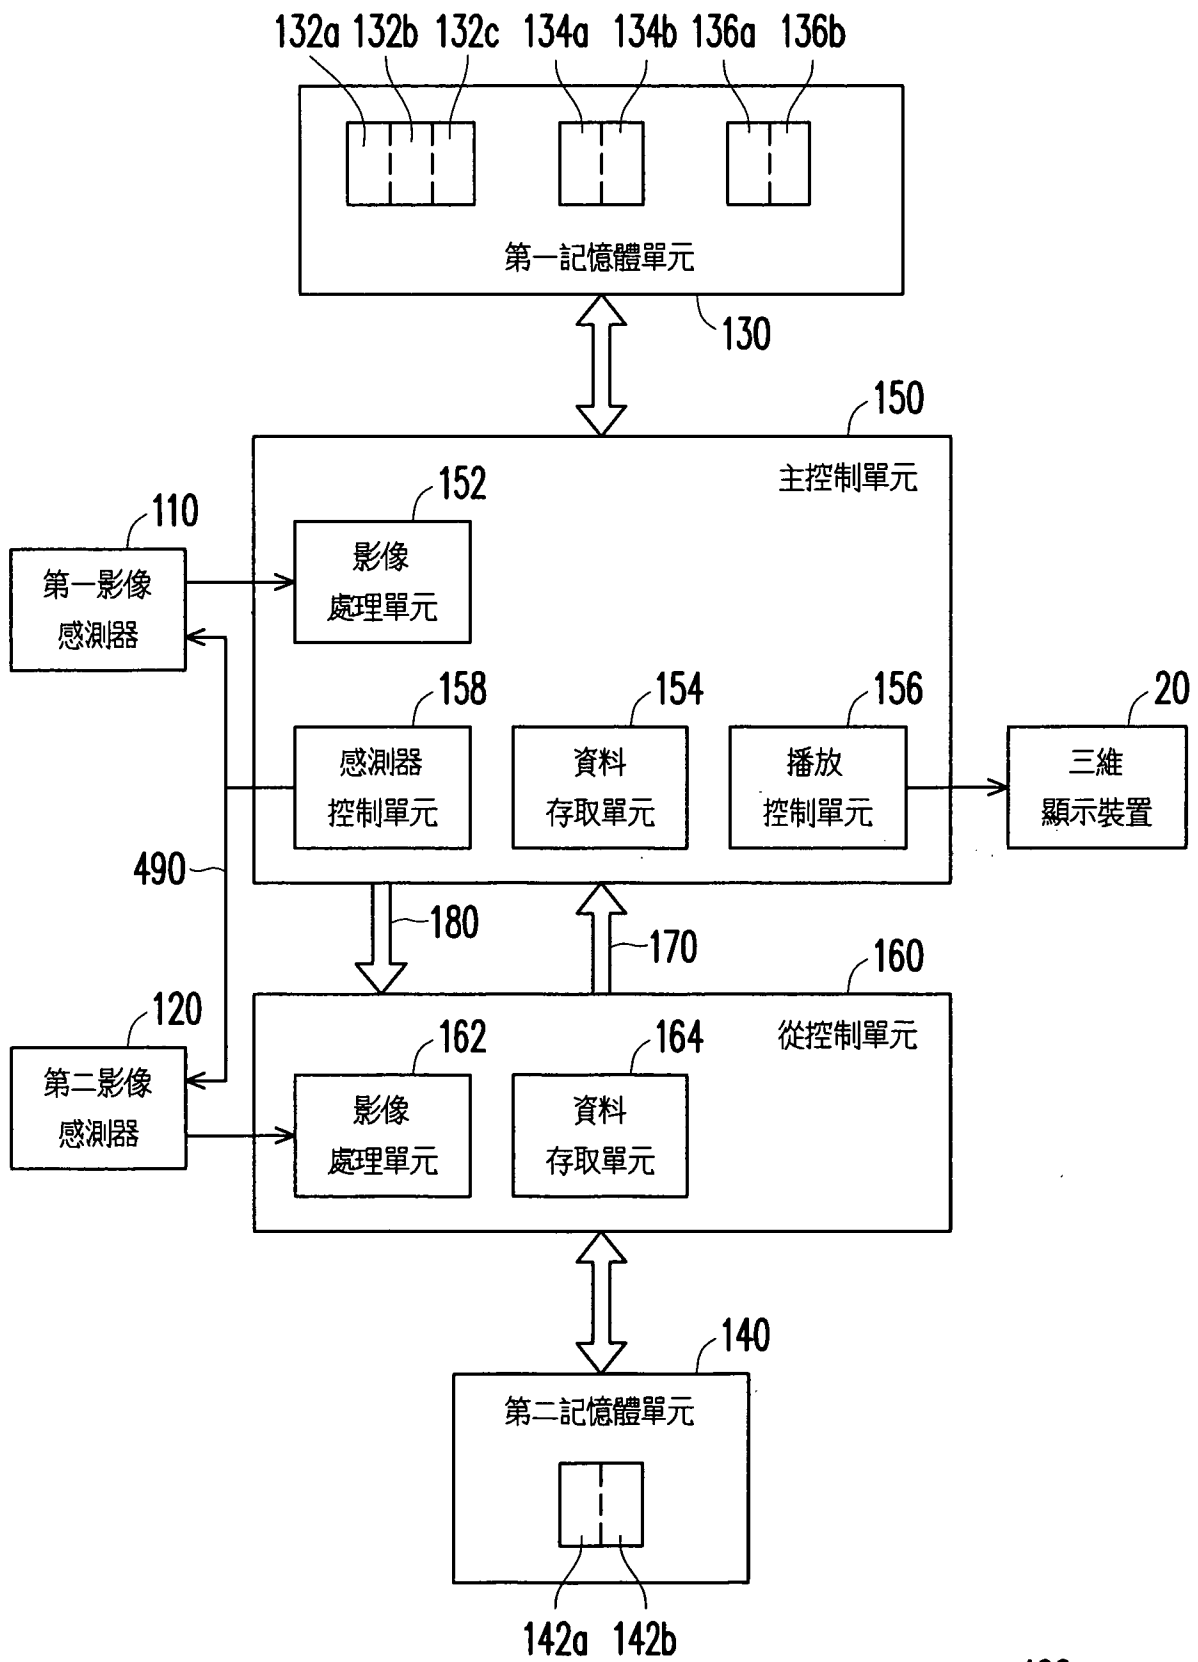 132a 132b 132c 134a 134b 136a 136b
第一記憶體單元
130
150
主控制單元
152
影像
處理單元
110
第一影像
感測器
158
感測器
控制單元
154
資料
存取單元
156
播放
控制單元
20
三維
顯示裝置
490
180
170
160
從控制單元
120
第二影像
感測器
162
影像
處理單元
164
資料
存取單元
140
第二記憶體單元
142a 142b